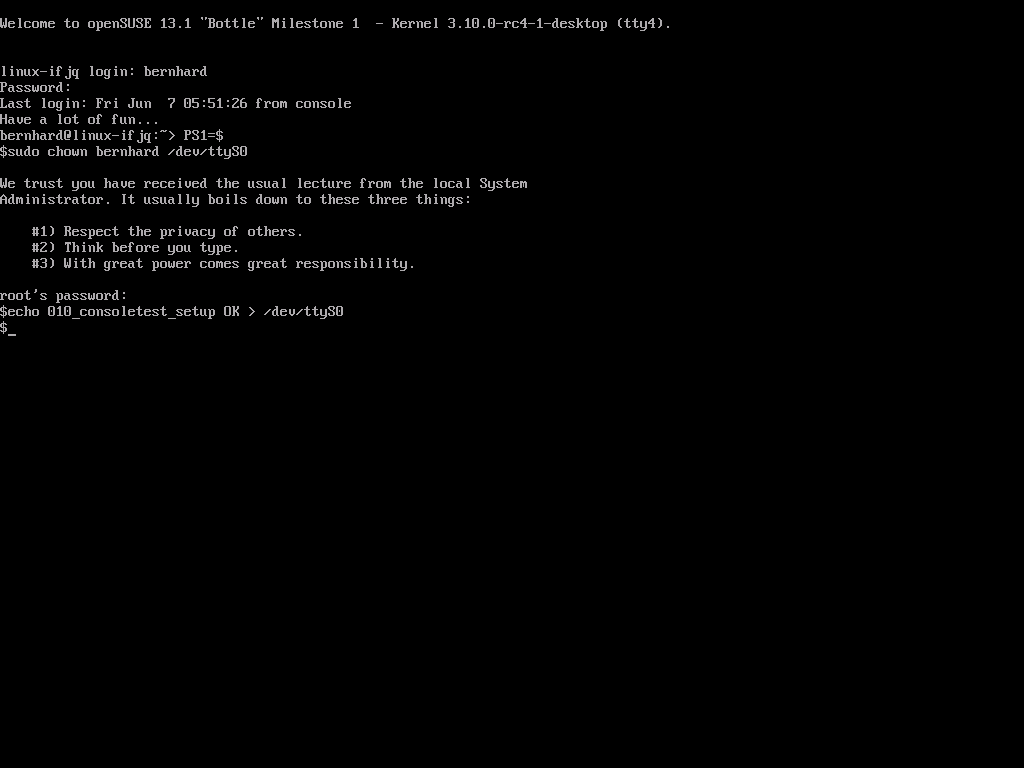 Welcome to openSUSE 13.1 "Bottle" Milestone 1  - Kernel 3.10.0-rc4-1-desktop (tty4).
linux-ifjq login: bernhard
Password:
Last login: Fri Jun  7 05:51:26 from console
Have a lot of fun...
bernhard@linux-ifjq:~> PS1=$
$sudo chown bernhard /dev/ttyS0
We trust you have received the usual lecture from the local System
Administrator. It usually boils down to these three things:
    #1) Respect the privacy of others.
    #2) Think before you type.
    #3) With great power comes great responsibility.
root's password:
$echo 010_consoletest_setup OK > /dev/ttyS0
$_